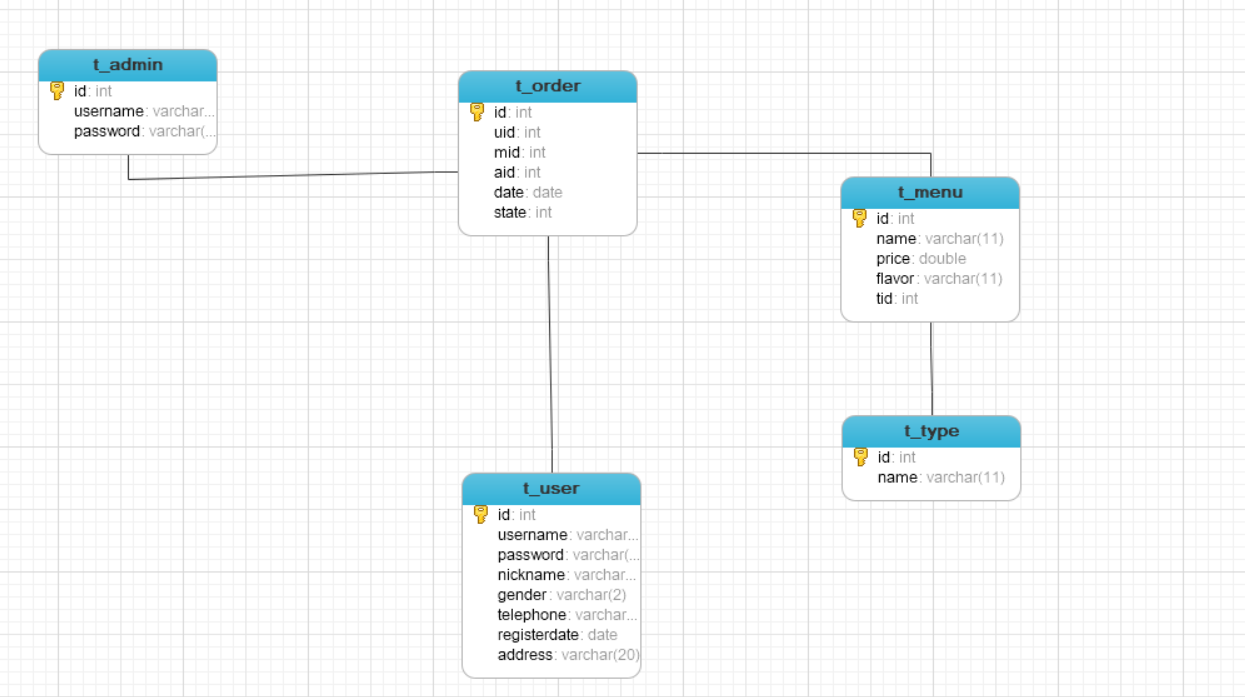 t_admin
id: int
username: varchar...
password: varchar(...
t_order
id: int
uid: int
mid: int
aid: int
date: date
state: int
t_menu
id: int
name: varchar(11)
price: double
flavor: varchar(11)
tid: int
t_type
id: int
name: varchar(11)
t_user
id: int
username: varchar...
password: varchar(...
nickname: varchar...
gender: varchar(2)
telephone: varchar...
registerdate: date
address: varchar(20)